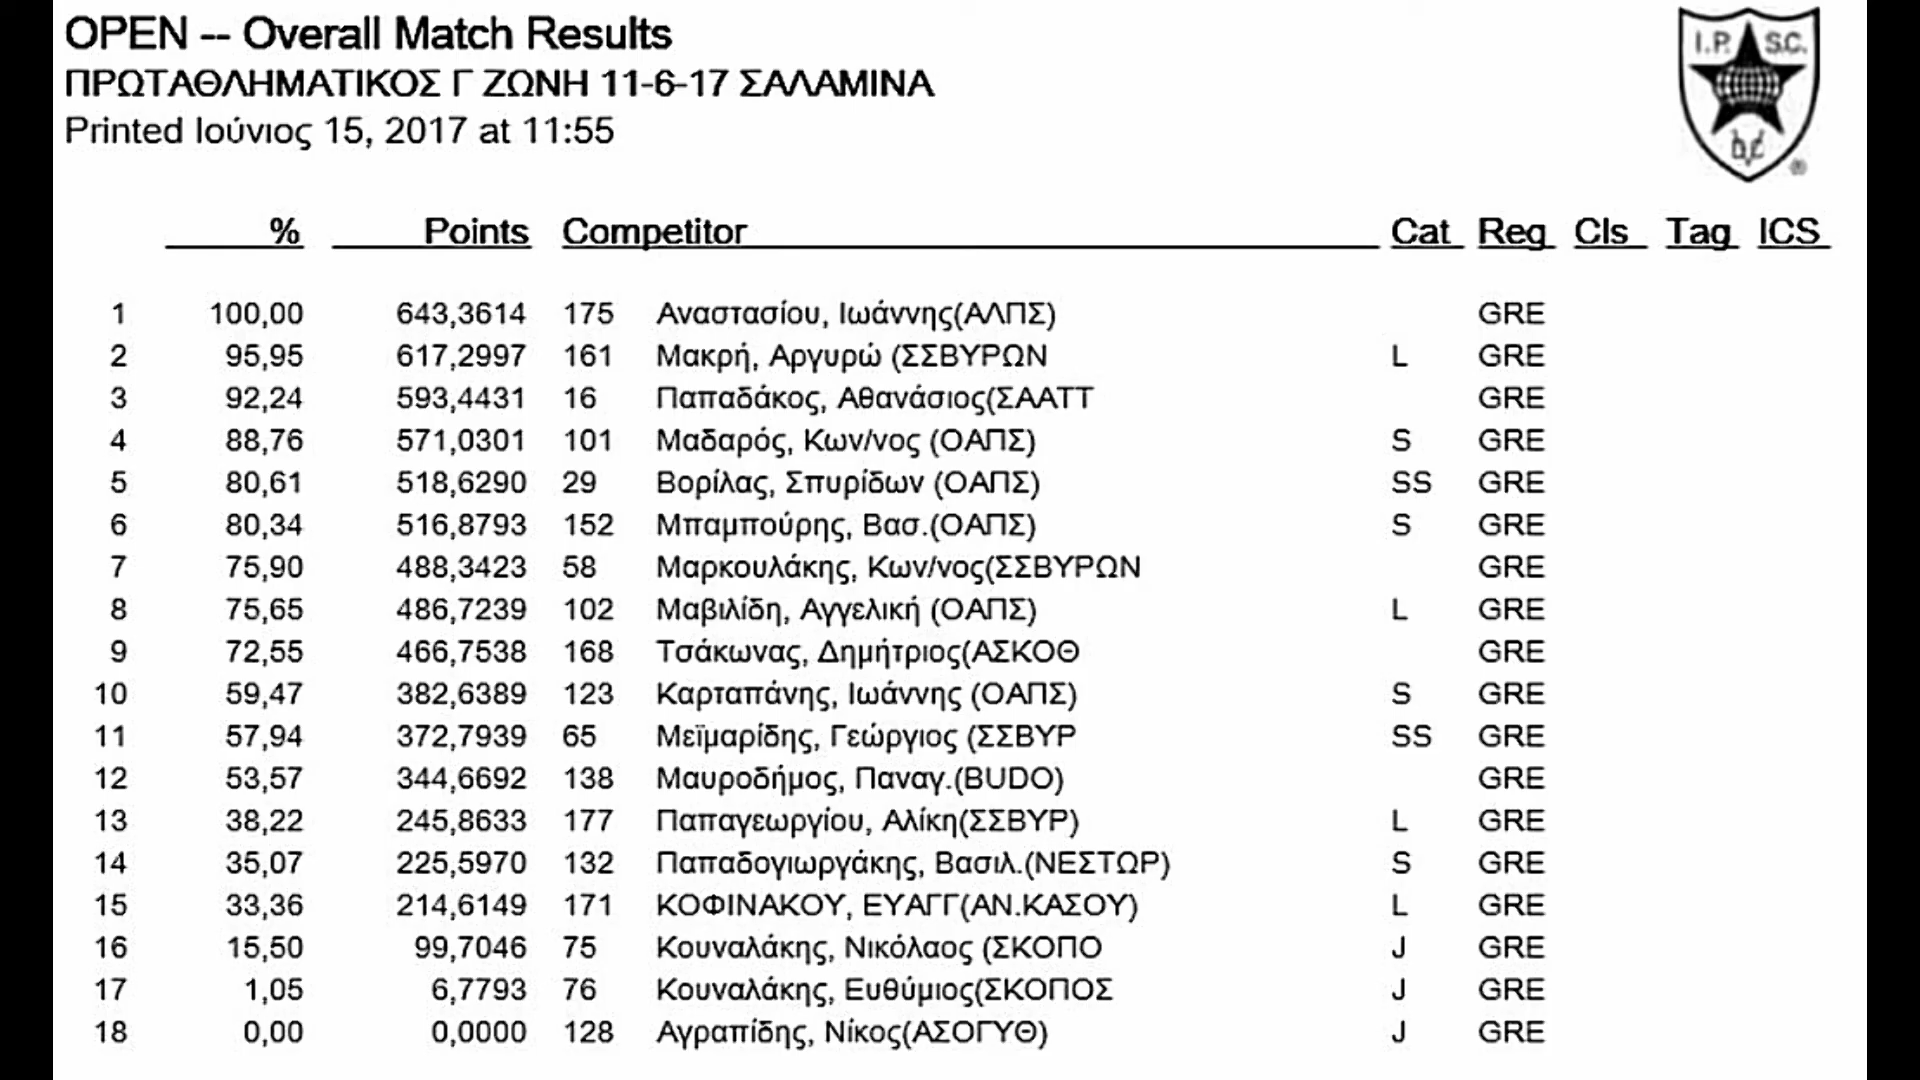 OPEN -- Overall Match Results
ΠΡΩΤΑΘΛΗΜΑΤΙΚΟΣ Γ ΖΩΝΗ 11-6-17 ΣΑΛΑΜΙΝΑ
Printed Ιούνιος 15, 2017 at 11:55
I.P. S.C.
D.V.C.
®
% Points Competitor Cat Reg Cls Tag ICS
1 100,00 643,3614 175 Αναστασίου, Ιωάννης(ΑΛΠΣ) GRE
2 95,95 617,2997 161 Μακρή, Αργυρώ (ΣΣΒΥΡΩΝ L GRE
3 92,24 593,4431 16 Παπαδάκος, Αθανάσιος(ΣΑΑΤΤ GRE
4 88,76 571,0301 101 Μαδαρός, Κων/νος (ΟΑΠΣ) S GRE
5 80,61 518,6290 29 Βορίλας, Σπυρίδων (ΟΑΠΣ) SS GRE
6 80,34 516,8793 152 Μπαμπούρης, Βασ.(ΟΑΠΣ) S GRE
7 75,90 488,3423 58 Μαρκουλάκης, Κων/νος(ΣΣΒΥΡΩΝ GRE
8 75,65 486,7239 102 Μαβιλίδη, Αγγελική (ΟΑΠΣ) L GRE
9 72,55 466,7538 168 Τσάκωνας, Δημήτριος(ΑΣΚΟΘ GRE
10 59,47 382,6389 123 Καρταπάνης, Ιωάννης (ΟΑΠΣ) S GRE
11 57,94 372,7939 65 Μεϊμαρίδης, Γεώργιος (ΣΣΒΥΡ SS GRE
12 53,57 344,6692 138 Μαυροδήμος, Παναγ.(BUDO) GRE
13 38,22 245,8633 177 Παπαγεωργίου, Αλίκη(ΣΣΒΥΡ) L GRE
14 35,07 225,5970 132 Παπαδογιωργάκης, Βασιλ.(ΝΕΣΤΩΡ) S GRE
15 33,36 214,6149 171 ΚΟΦΙΝΑΚΟΥ, ΕΥΑΓΓ(ΑΝ.ΚΑΣΟΥ) L GRE
16 15,50 99,7046 75 Κουναλάκης, Νικόλαος (ΣΚΟΠΟ J GRE
17 1,05 6,7793 76 Κουναλάκης, Ευθύμιος(ΣΚΟΠΟΣ J GRE
18 0,00 0,0000 128 Αγραπίδης, Νίκος(ΑΣΟΓΥΘ) J GRE